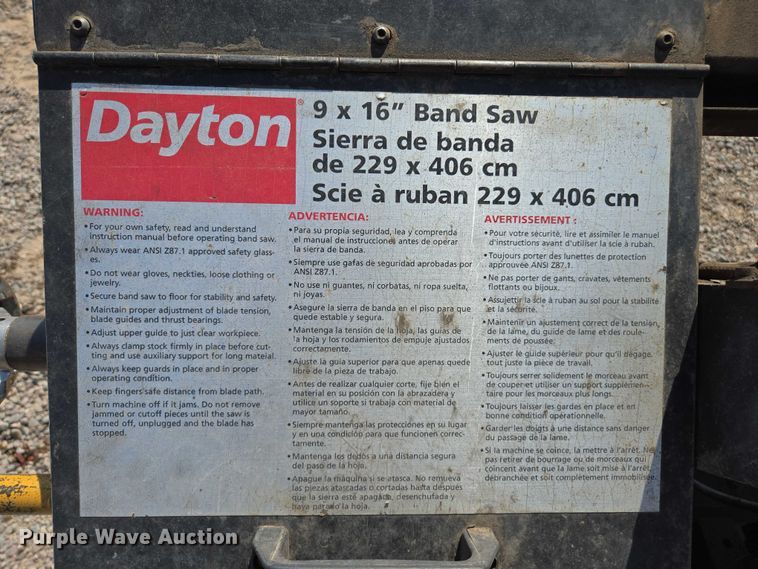 Dayton®
9 x 16” Band Saw
Sierra de banda
de 229 x 406 cm
Scie à ruban 229 x 406 cm
WARNING:
• For your own safety, read and understand
instruction manual before operating band saw.
• Always wear ANSI Z87.1 approved safety glass-
es.
• Do not wear gloves, neckties, loose clothing or
jewelry.
• Secure band saw to floor for stability and safety.
• Maintain proper adjustment of blade tension,
blade guides and thrust bearings.
• Adjust upper guide to just clear workpiece.
• Always clamp stock firmly in place before cut-
ting and use auxiliary support for long mateial.
• Always keep guards in place and in proper
operating condition.
• Keep fingers safe distance from blade path.
• Turn machine off if it jams. Do not remove
jammed or cutoff pieces until the saw is
turned off, unplugged and the blade has
stopped.
ADVERTENCIA:
• Para su propia seguridad, lea y comprenda
el manual de instrucciones antes de operar
la sierra de banda.
• Siempre use gafas de seguridad aprobadas por
ANSI Z87.1.
• No use ni guantes, ni corbatas, ni ropa suelta,
ni joyas.
• Asegure la sierra de banda en el piso para que
quede estable y segura.
• Mantenga la tensión de la hoja, las guías de
la hoja y los rodamientos de empuje ajustados
correctamente.
• Ajuste la guía superior para que apenas quede
libre de la pieza de trabajo.
• Antes de realizar cualquier corte, fije bien el
material en su posición con la abrazadera y
utilice un soporte si trabaja con material de
mayor tamaño.
• Siempre mantenga las protecciones en su lugar
y en una condición para que funcionen correc-
tamente.
• Mantenga los dedos a una distancia segura
del paso de la hoja.
• Apague la máquina si se atasca. No remueva
las piezas atascadas o cortadas hasta después
que la sierra esté apagada, desenchufada y
haya parado la hoja.
AVERTISSEMENT :
• Pour votre sécurité, lire et assimiler le manuel
d'instructions avant d'utiliser la scie à ruban.
• Toujours porter des lunettes de protection
approuvée ANSI Z87.1.
• Ne pas porter de gants, cravates, vêtements
flottants ou bijoux.
• Assujettir la scie à ruban au sol pour la stabilité
et la sécurité.
• Maintenir un ajustement correct de la tension,
de la lame, du guide de lame et des roule-
ments de poussée.
• Ajuster le guide supérieur pour qu'il dégage
tout juste la pièce de travail.
• Toujours serrer solidement le morceau avant
de couper et utiliser un support supplémen-
taire pour les morceaux plus longs.
• Toujours laisser les gardes en place et en
bonne condition opérationnelle.
• Garder les doigts à une distance sans danger
du passage de la lame.
• Si la machine se coince, la mettre à l'arrêt. Ne
pas retirer de bourrage ou de morceaux qui
coincent avant que la lame soit mise à l'arrêt,
débranchée et soit complètement immobilisée.
Purple Wave Auction